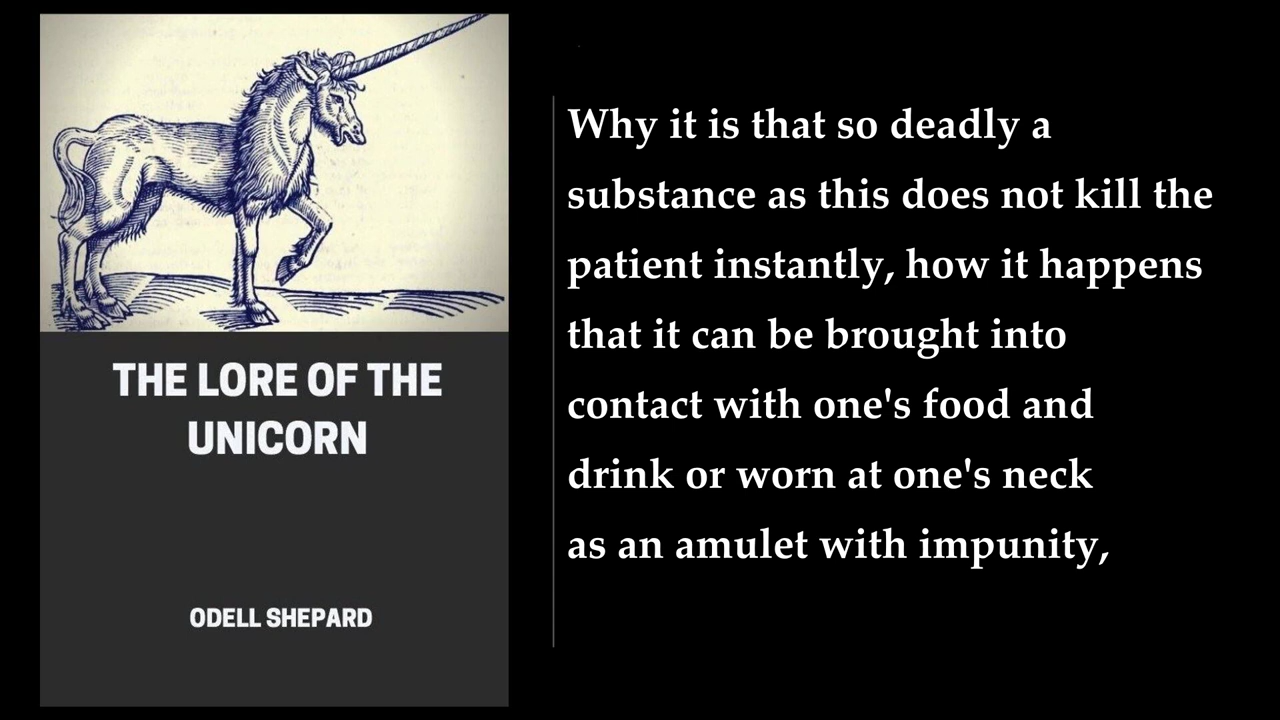 THE LORE OF THE
UNICORN
ODELL SHEPARD
Why it is that so deadly a
substance as this does not kill the
patient instantly, how it happens
that it can be brought into
contact with one's food and
drink or worn at one's neck
as an amulet with impunity,